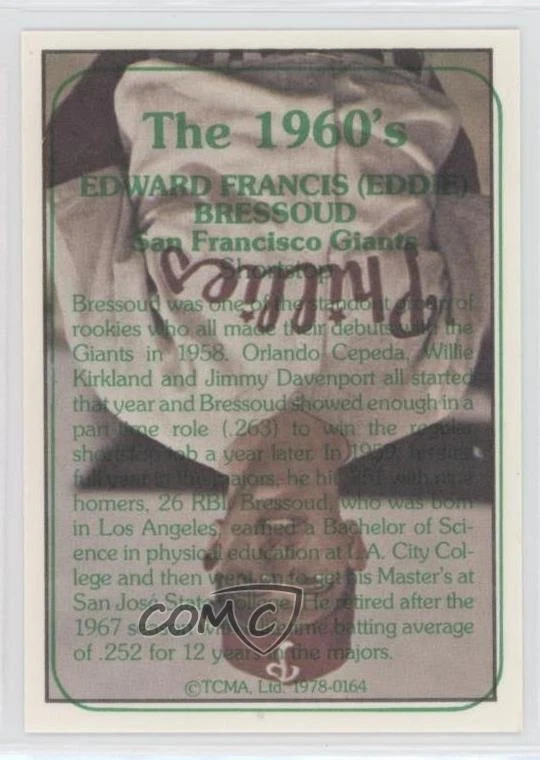 The 1960's
EDWARD FRANCIS (EDDIE)
BRESSOUD
San Francisco Giants
Shortstop
Phillies
Bressoud was one of the standout of
rookies who all made their debuts the
Giants in 1958. Orlando Cepeda, Willie
Kirkland and Jimmy Davenport all started
that year and Bressoud showed enough in a
part time role (.263) to win the regular
shortstop job a year later. In 1959,
full year in the majors, he hit with nine
homers, 26 RBI. Bressoud, who was born
in Los Angeles, earned a Bachelor of Sci-
ence in physical education at L.A. City Col-
lege and then went on to get his Master's at
San José State College. He retired after the
1967 season batting average
of .252 for 12 years in the majors.
COMC
©TCMA, Ltd. 1978-0164